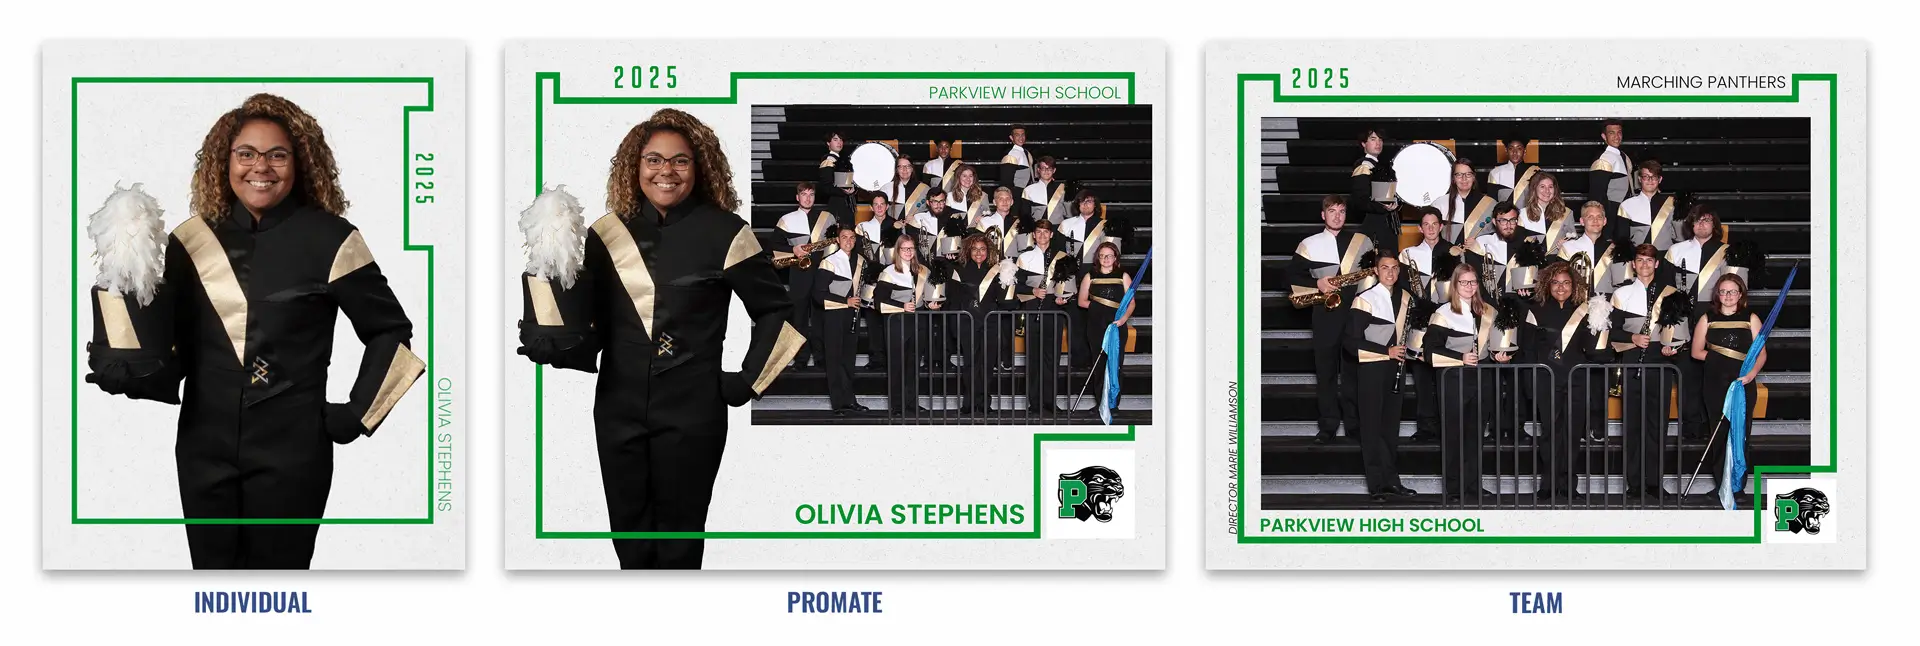 2025
OLIVIA STEPHENS
INDIVIDUAL
2025
PARKVIEW HIGH SCHOOL
OLIVIA STEPHENS
P
PROMATE
2025
MARCHING PANTHERS
DIRECTOR MARIE WILLIAMSON
PARKVIEW HIGH SCHOOL
P
TEAM